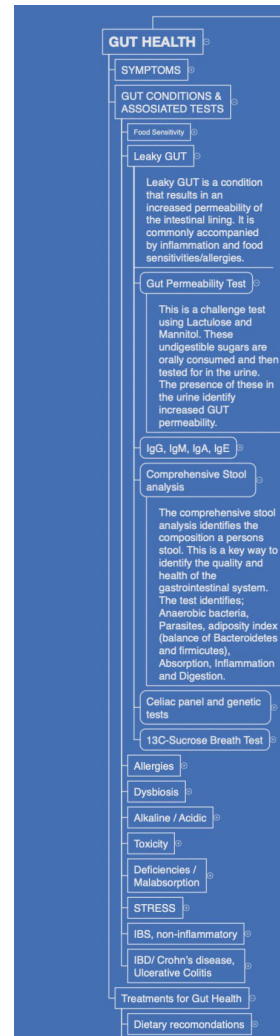 GUT HEALTH
SYMPTOMS
GUT CONDITIONS &
ASSOSIATED TESTS
Food Sensitivity
Leaky GUT
Leaky GUT is a condition
that results in an
increased permeability of
the intestinal lining. It is
commonly accompanied
by inflammation and food
sensitivities/allergies.
Gut Permeability Test
This is a challenge test
using Lactulose and
Mannitol. These
undigestible sugars are
orally consumed and then
tested for in the urine.
The presence of these in
the urine identify
increased GUT
permeability.
IgG, IgM, IgA, IgE
Comprehensive Stool
analysis
The comprehensive stool
analysis identifies the
composition a persons
stool. This is a key way to
identify the quality and
health of the
gastrointestinal system.
The test identifies;
Anaerobic bacteria,
Parasites, adiposity index
(balance of Bacteroidetes
and firmicutes),
Absorption, Inflammation
and Digestion.
Celiac panel and genetic
tests
13C-Sucrose Breath Test
Allergies
Dysbiosis
Alkaline / Acidic
Toxicity
Deficiencies /
Malabsorption
STRESS
IBS, non-inflammatory
IBD/ Crohn's disease,
Ulcerative Colitis
Treatments for Gut Health
Dietary recomondations